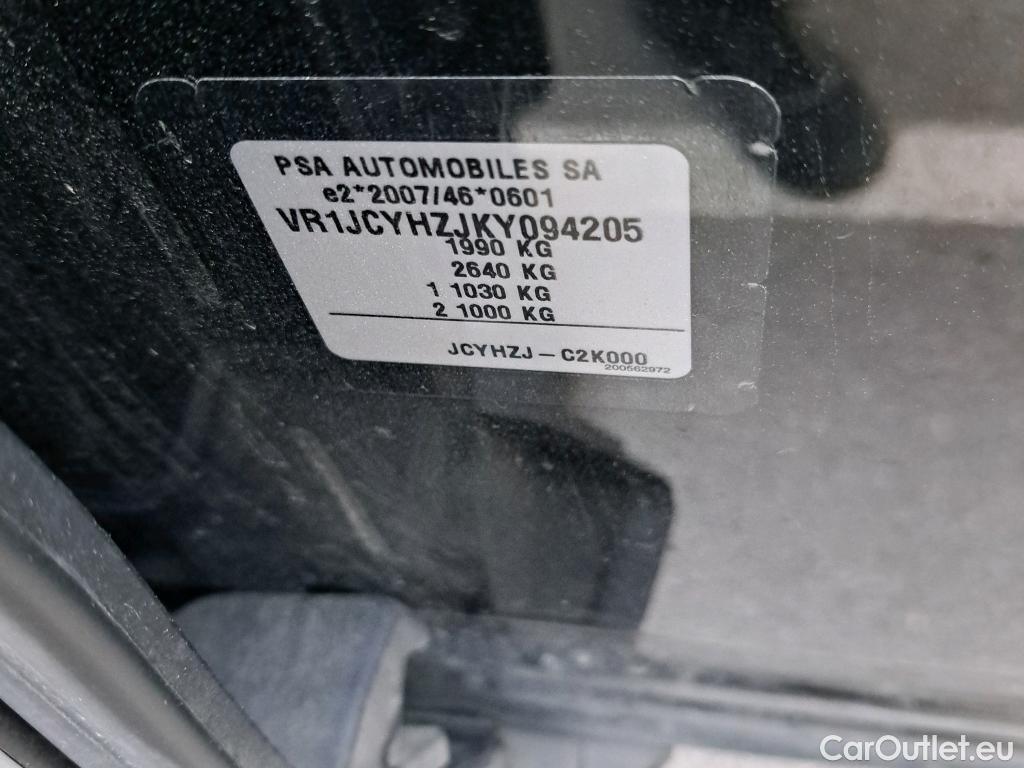 PSA AUTOMOBILES SA
e2*2007/46*0601
VR1JCYHZJKY094205
1990 KG
2640 KG
1 1030 KG
2 1000 KG
JCYHZJ – C2K000
200562972
CarOutlet.eu